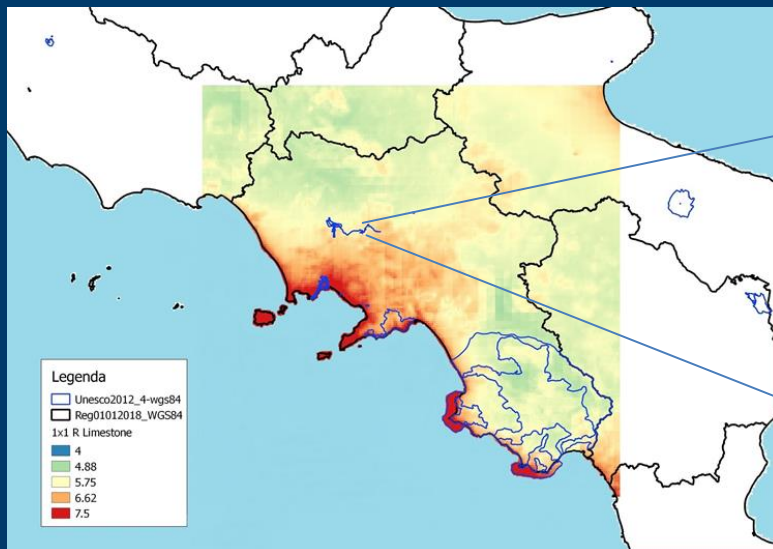 Legenda
Unesco2012_4-wgs84
Reg01012018_WGS84
1x1 R Limestone
4
4.88
5.75
6.62
7.5